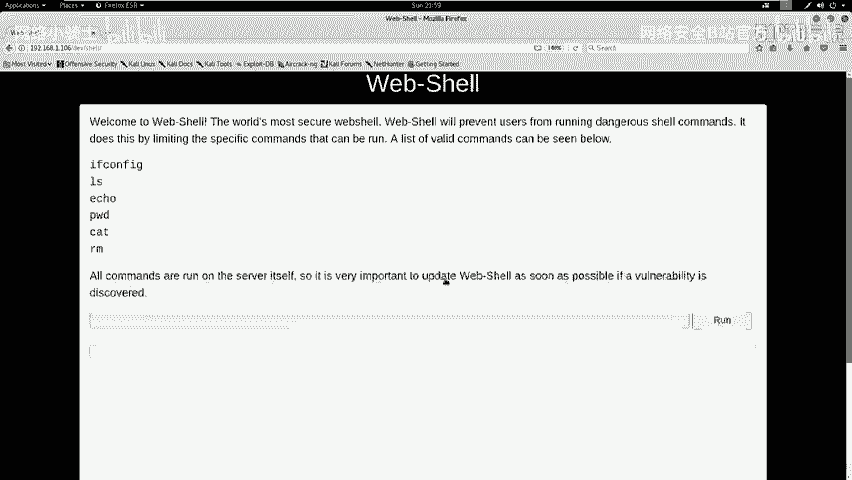 Applications ▾ Places ▾ Firefox ESR ▾ Sun 21:59
Web-Shell - Mozilla Firefox
192.168.1.106/dev/shell/ Search
Most Visited ▾ Offensive Security Kali Linux Kali Docs Kali Tools Exploit-DB Aircrack-ng Kali Forums NetHunter Getting Started
Web-Shell
Welcome to Web-Shell! The world's most secure webshell. Web-Shell will prevent users from running dangerous shell commands. It
does this by limiting the specific commands that can be run. A list of valid commands can be seen below.
ifconfig
ls
echo
pwd
cat
rm
All commands are run on the server itself, so it is very important to update Web-Shell as soon as possible if a vulnerability is
discovered.
Run